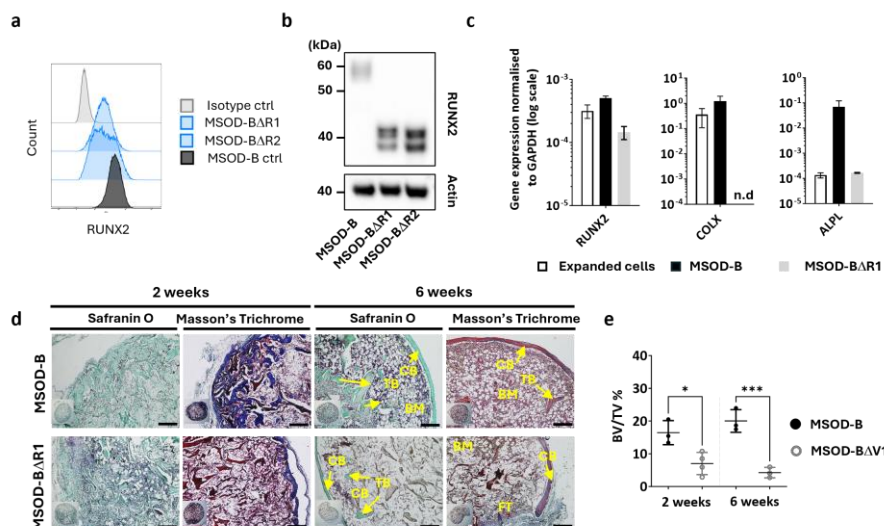 a
Count
RUNX2
Isotype ctrl
MSOD-BΔR1
MSOD-BΔR2
MSOD-B ctrl
b
(kDa)
60
50
40
40
RUNX2
Actin
MSOD-B
MSOD-BΔR1
MSOD-BΔR2
c
Gene expression normalised
to GAPDH (log scale)
10-3
10-4
10-5
RUNX2
100
101
100
10-1
10-2
10-3
10-4
n.d
COLX
10-1
10-2
10-3
10-4
10-5
ALPL
Expanded cells
MSOD-B
MSOD-BΔR1
d
2 weeks
6 weeks
Safranin O
Masson's Trichrome
Safranin O
Masson's Trichrome
MSOD-B
CB
TB
BM
CB
TB
BM
MSOD-BΔR1
CB
TB
CB
BM
CB
FT
e
BV/TV %
40
30
20
10
0
*
***
2 weeks
6 weeks
MSOD-B
MSOD-BΔV1